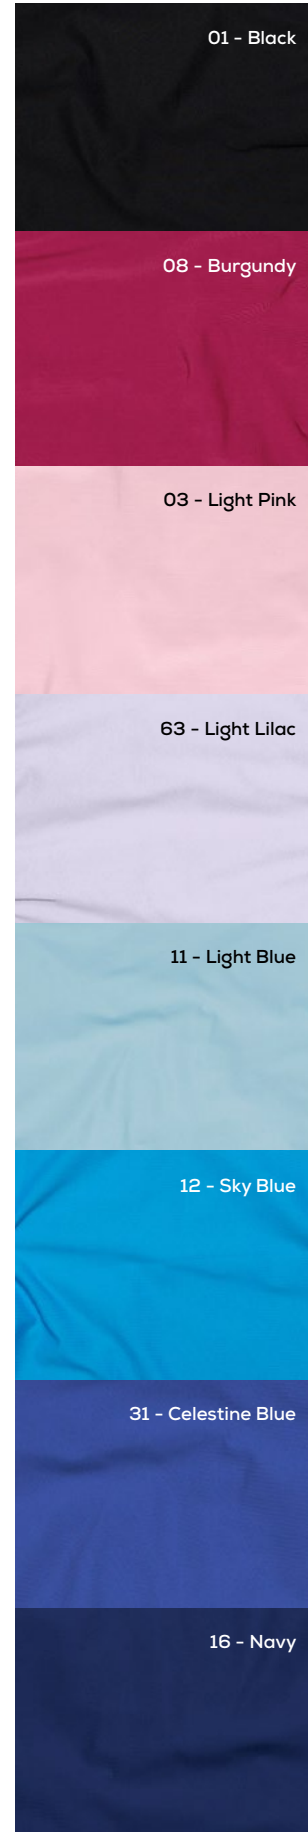 01 - Black
08 - Burgundy
03 - Light Pink
63 - Light Lilac
11 - Light Blue
12 - Sky Blue
31 - Celestine Blue
16 - Navy